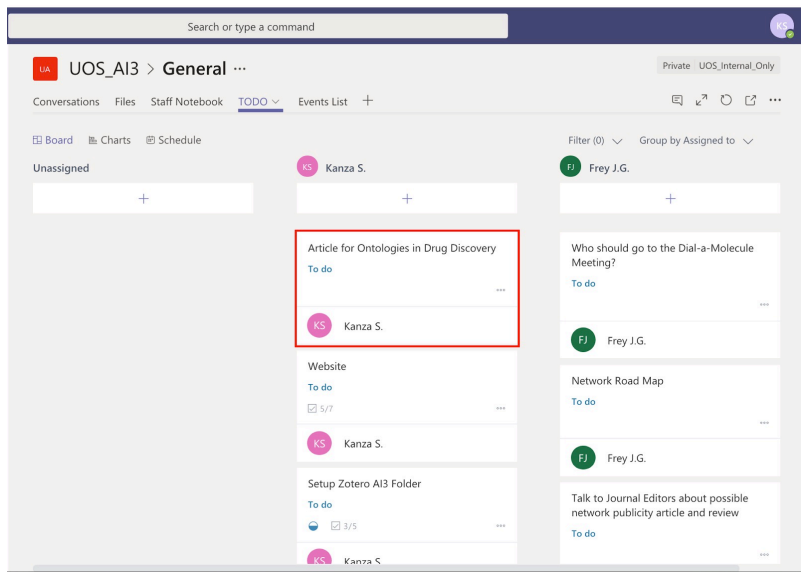 Search or type a command
KS
UA
UOS_AI3 > General ...
Private UOS_Internal_Only
Conversations Files Staff Notebook TODO Events List +
Board Charts Schedule
Filter (0) Group by Assigned to
Unassigned
+
KS Kanza S.
+
Article for Ontologies in Drug Discovery
To do
KS Kanza S.
Website
To do
5/7
KS Kanza S.
Setup Zotero AI3 Folder
To do
3/5
KS Kanza S.
FJ Frey J.G.
+
Who should go to the Dial-a-Molecule
Meeting?
To do
FJ Frey J.G.
Network Road Map
To do
FJ Frey J.G.
Talk to Journal Editors about possible
network publicity article and review
To do